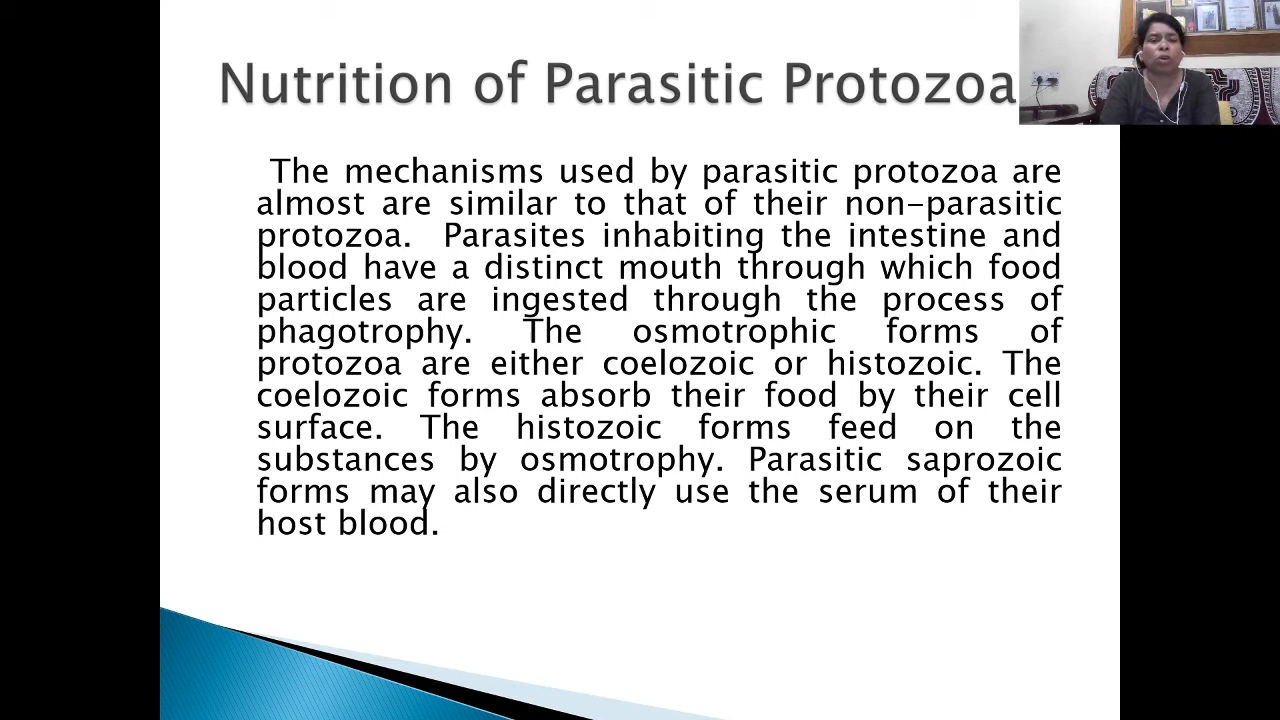 Nutrition of Parasitic Protozoa
The mechanisms used by parasitic protozoa are
almost are similar to that of their non-parasitic
protozoa. Parasites inhabiting the intestine and
blood have a distinct mouth through which food
particles are ingested through the process of
phagotrophy. The osmotrophic forms of
protozoa are either coelozoic or histozoic. The
coelozoic forms absorb their food by their cell
surface. The histozoic forms feed on the
substances by osmotrophy. Parasitic saprozoic
forms may also directly use the serum of their
host blood.